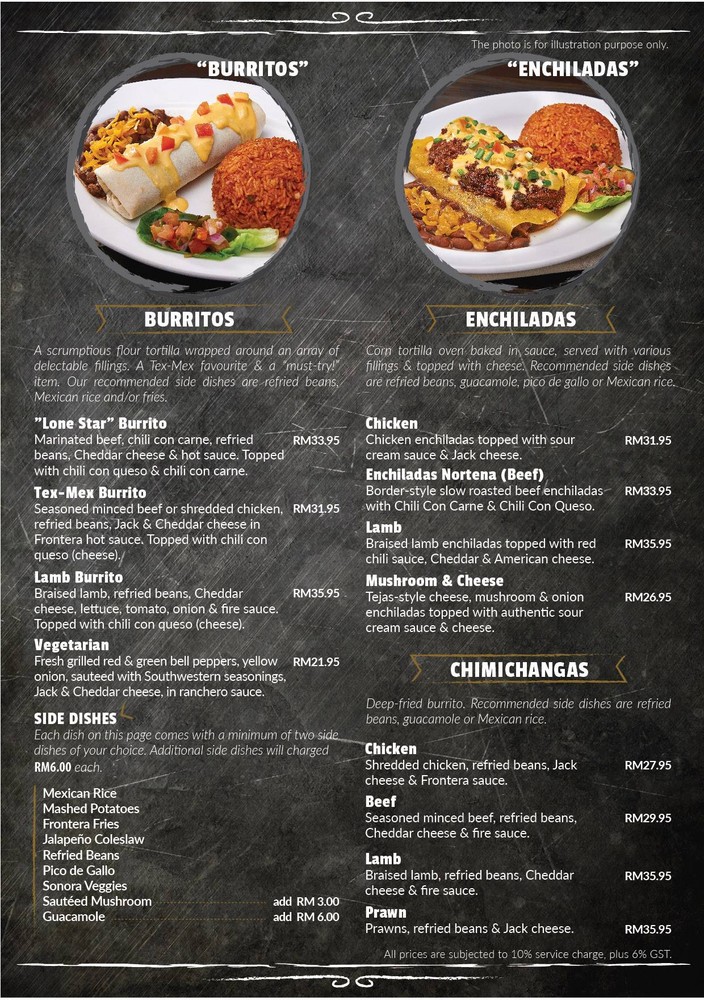 The photo is for illustration purpose only.
“BURRITOS”
“ENCHILADAS”
BURRITOS
A scrumptious flour tortilla wrapped around an array of
delectable fillings. A Tex-Mex favourite & a “must-try!”
item. Our recommended side dishes are refried beans,
Mexican rice and/or fries.
”Lone Star” Burrito
Marinated beef, chili con carne, refried RM33.95
beans, Cheddar cheese & hot sauce. Topped
with chili con queso & chili con carne.
Tex-Mex Burrito
Seasoned minced beef or shredded chicken, RM31.95
refried beans, Jack & Cheddar cheese in
Frontera hot sauce. Topped with chili con
queso (cheese).
Lamb Burrito
Braised lamb, refried beans, Cheddar RM35.95
cheese, lettuce, tomato, onion & fire sauce.
Topped with chili con queso (cheese).
Vegetarian
Fresh grilled red & green bell peppers, yellow RM21.95
onion, sauteed with Southwestern seasonings,
Jack & Cheddar cheese, in ranchero sauce.
SIDE DISHES
Each dish on this page comes with a minimum of two side
dishes of your choice. Additional side dishes will charged
RM6.00 each.
Mexican Rice
Mashed Potatoes
Frontera Fries
Jalapeño Coleslaw
Refried Beans
Pico de Gallo
Sonora Veggies
Sautéed Mushroom add RM 3.00
Guacamole add RM 6.00
ENCHILADAS
Corn tortilla oven baked in sauce, served with various
fillings & topped with cheese. Recommended side dishes
are refried beans, guacamole, pico de gallo or Mexican rice.
Chicken
Chicken enchiladas topped with sour RM31.95
cream sauce & Jack cheese.
Enchiladas Nortena (Beef)
Border-style slow roasted beef enchiladas RM33.95
with Chili Con Carne & Chili Con Queso.
Lamb
Braised lamb enchiladas topped with red RM35.95
chili sauce, Cheddar & American cheese.
Mushroom & Cheese
Tejas-style cheese, mushroom & onion RM26.95
enchiladas topped with authentic sour
cream sauce & cheese.
CHIMICHANGAS
Deep-fried burrito. Recommended side dishes are refried
beans, guacamole or Mexican rice.
Chicken
Shredded chicken, refried beans, Jack RM27.95
cheese & Frontera sauce.
Beef
Seasoned minced beef, refried beans, RM29.95
Cheddar cheese & fire sauce.
Lamb
Braised lamb, refried beans, Cheddar RM35.95
cheese & fire sauce.
Prawn
Prawns, refried beans & Jack cheese. RM35.95
All prices are subjected to 10% service charge, plus 6% GST.